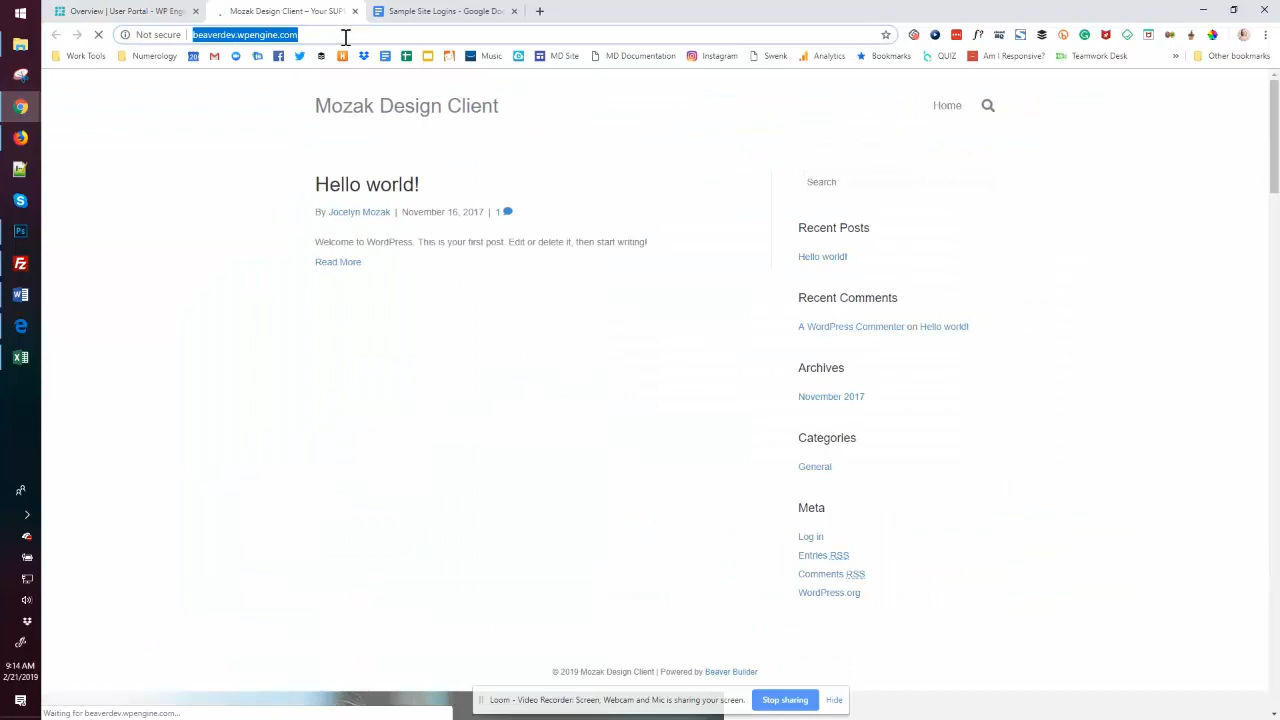 Overview | User Portal - WP Eng
Mozak Design Client – Your SUP
Sample Site Logins - Google Do
Not secure
beaverdev.wpengine.com
Work
Numerology
Music
MD Site
MD Documentation
Instagram
Swenk
Analytics
Bookmarks
QUIZ
Am I Responsive?
Teamwork Desk
»
Other bookmarks
Mozak Design Client
Home
Hello world!
By Jocelyn Mozak | November 16, 2017 | 1
Welcome to WordPress. This is your first post. Edit or delete it, then start writing!
Read More
Search
Recent Posts
Hello world!
Recent Comments
A WordPress Commenter on Hello world!
Archives
November 2017
Categories
General
Meta
Log in
Entries RSS
Comments RSS
WordPress.org
© 2019 Mozak Design Client | Powered by Beaver Builder
Loom - Video Recorder: Screen, Webcam and Mic is sharing your screen.
Stop sharing
Hide
Waiting for beaverdev.wpengine.com...
9:14 AM
2/21/2019